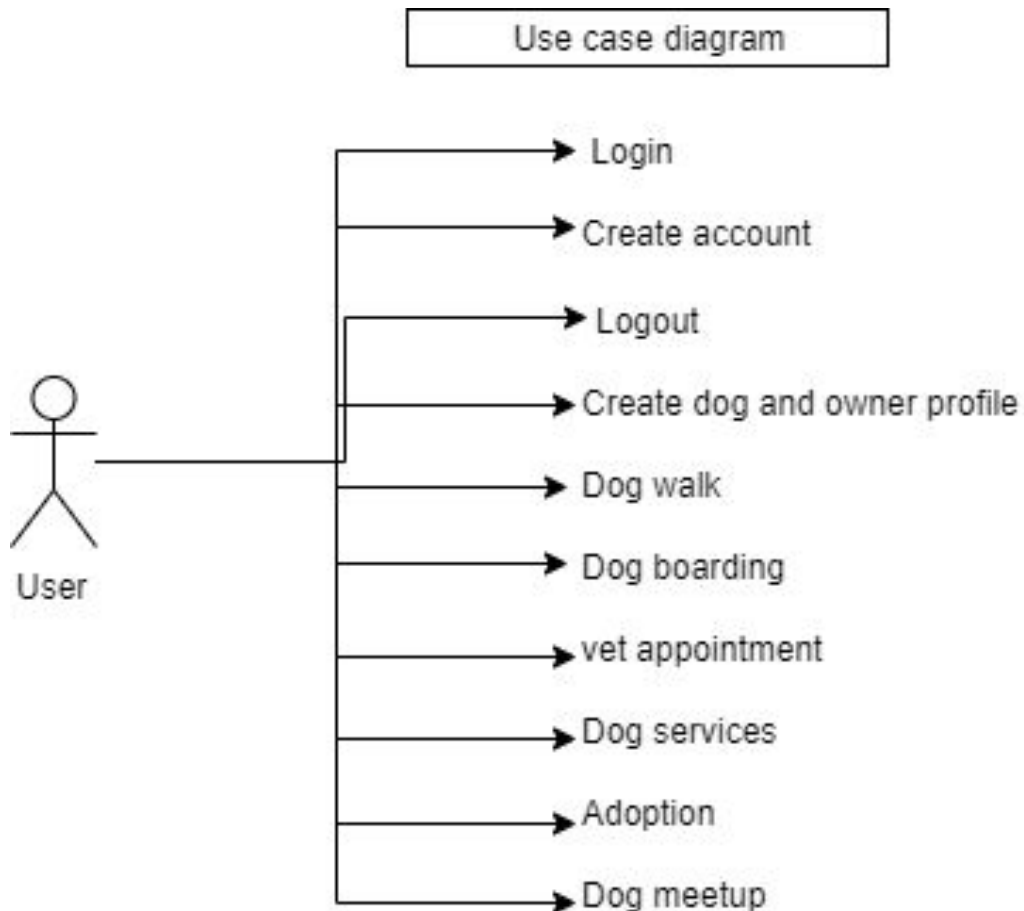 Use case diagram
Login
Create account
Logout
Create dog and owner profile
Dog walk
Dog boarding
User
vet appointment
Dog services
Adoption
Dog meetup